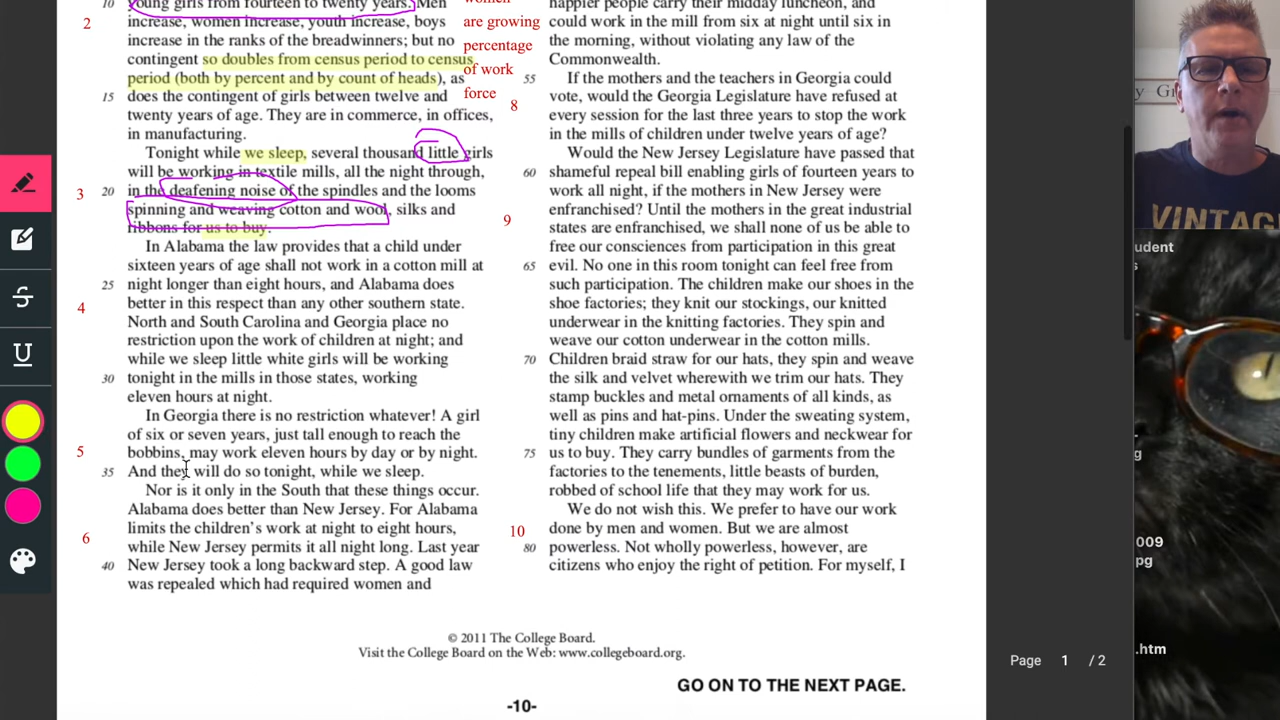 10 young girls from fourteen to twenty years. Men
2 increase, women increase, youth increase, boys
increase in the ranks of the breadwinners; but no
contingent so doubles from census period to census
period (both by percent and by count of heads), as
15 does the contingent of girls between twelve and
twenty years of age. They are in commerce, in offices,
in manufacturing.
women
are growing
percentage
of work
force
Tonight while we sleep, several thousand little girls
will be working in textile mills, all the night through,
3 20 in the deafening noise of the spindles and the looms
spinning and weaving cotton and wool, silks and
ribbons for us to buy.
In Alabama the law provides that a child under
sixteen years of age shall not work in a cotton mill at
25 night longer than eight hours, and Alabama does
4 better in this respect than any other southern state.
North and South Carolina and Georgia place no
restriction upon the work of children at night; and
while we sleep little white girls will be working
30 tonight in the mills in those states, working
eleven hours at night.
In Georgia there is no restriction whatever! A girl
of six or seven years, just tall enough to reach the
5 bobbins, may work eleven hours by day or by night.
35 And they will do so tonight, while we sleep.
Nor is it only in the South that these things occur.
Alabama does better than New Jersey. For Alabama
6 limits the children’s work at night to eight hours,
while New Jersey permits it all night long. Last year
40 New Jersey took a long backward step. A good law
was repealed which had required women and
happier people carry their midday luncheon, and
could work in the mill from six at night until six in
the morning, without violating any law of the
Commonwealth.
55 If the mothers and the teachers in Georgia could
8 vote, would the Georgia Legislature have refused at
every session for the last three years to stop the work
in the mills of children under twelve years of age?
Would the New Jersey Legislature have passed that
60 shameful repeal bill enabling girls of fourteen years to
work all night, if the mothers in New Jersey were
9 enfranchised? Until the mothers in the great industrial
states are enfranchised, we shall none of us be able to
free our consciences from participation in this great
65 evil. No one in this room tonight can feel free from
such participation. The children make our shoes in the
shoe factories; they knit our stockings, our knitted
underwear in the knitting factories. They spin and
weave our cotton underwear in the cotton mills.
70 Children braid straw for our hats, they spin and weave
the silk and velvet wherewith we trim our hats. They
stamp buckles and metal ornaments of all kinds, as
well as pins and hat-pins. Under the sweating system,
tiny children make artificial flowers and neckwear for
75 us to buy. They carry bundles of garments from the
factories to the tenements, little beasts of burden,
robbed of school life that they may work for us.
We do not wish this. We prefer to have our work
10 done by men and women. But we are almost
80 powerless. Not wholly powerless, however, are
citizens who enjoy the right of petition. For myself, I
© 2011 The College Board.
Visit the College Board on the Web: www.collegeboard.org.
GO ON TO THE NEXT PAGE.
-10-
Page 1 / 2
y Gr
VINTAG
udent
s
g
009
pg
.htm